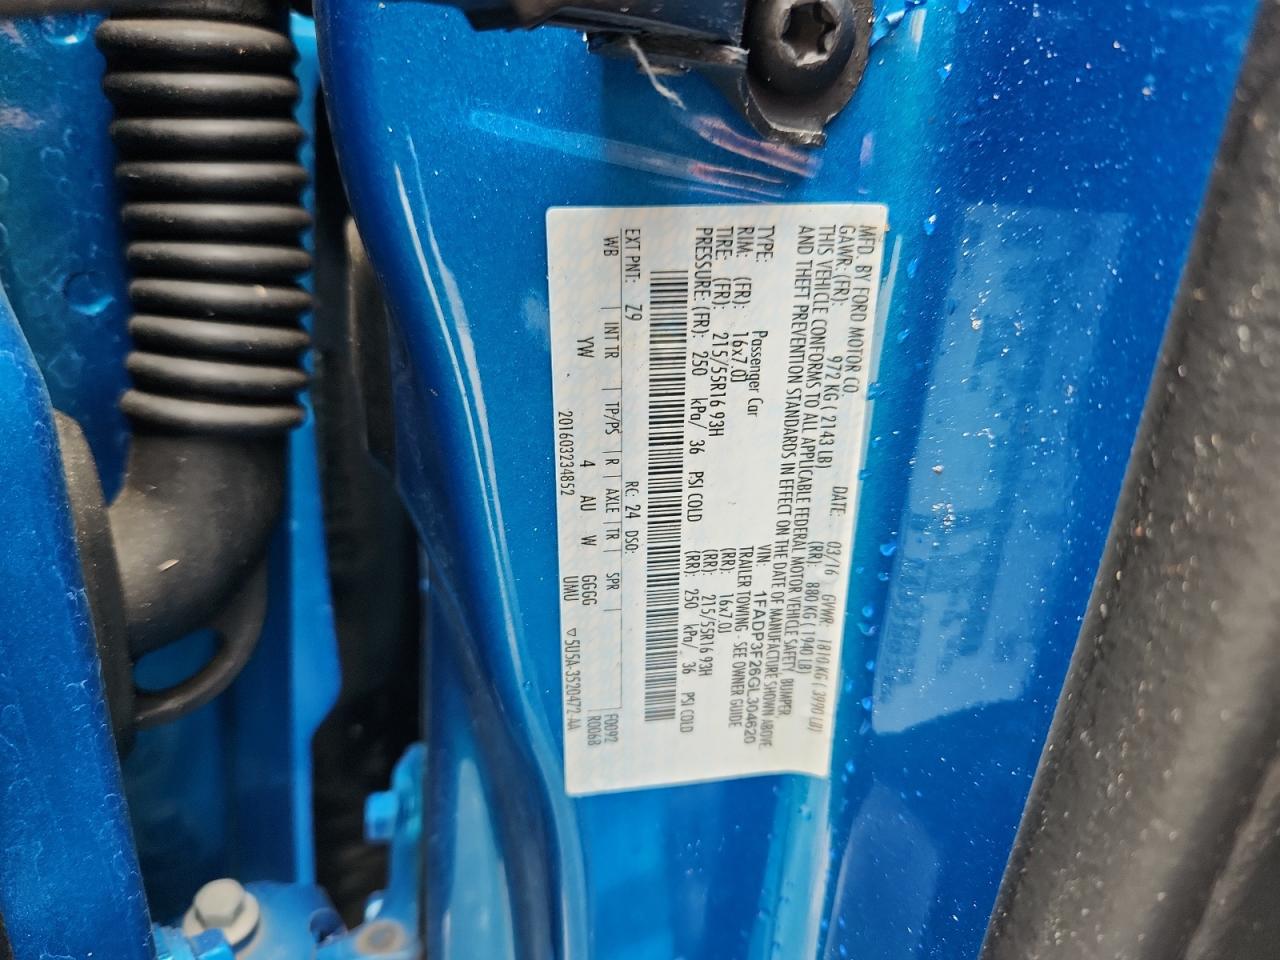 MFD. BY FORD MOTOR CO.
DATE: 03/16 GVWR: 1810 KG ( 3990 LB)
GAWR: (FR): 972 KG ( 2143 LB) (RR): 880 KG ( 1940 LB)
THIS VEHICLE CONFORMS TO ALL APPLICABLE FEDERAL MOTOR VEHICLE SAFETY, BUMPER,
AND THEFT PREVENTION STANDARDS IN EFFECT ON THE DATE OF MANUFACTURE SHOWN ABOVE.
VIN: 1FADP3F26GL304620
TYPE: Passenger Car TRAILER TOWING - SEE OWNER GUIDE
RIM: (FR): 16x7.0J (RR): 16x7.0J
TIRE: (FR): 215/55R16 93H (RR): 215/55R16 93H
PRESSURE: (FR): 250 kPa/ 36 PSI COLD (RR): 250 kPa/ 36 PSI COLD
EXT PNT: Z9 RC: 24 DSO: F0092
WB INT TR TP/PS R AXLE TR SPR R0068
YW 4 AU W GGGG
201603234852 UMU ▽5U5A-3520472-AA